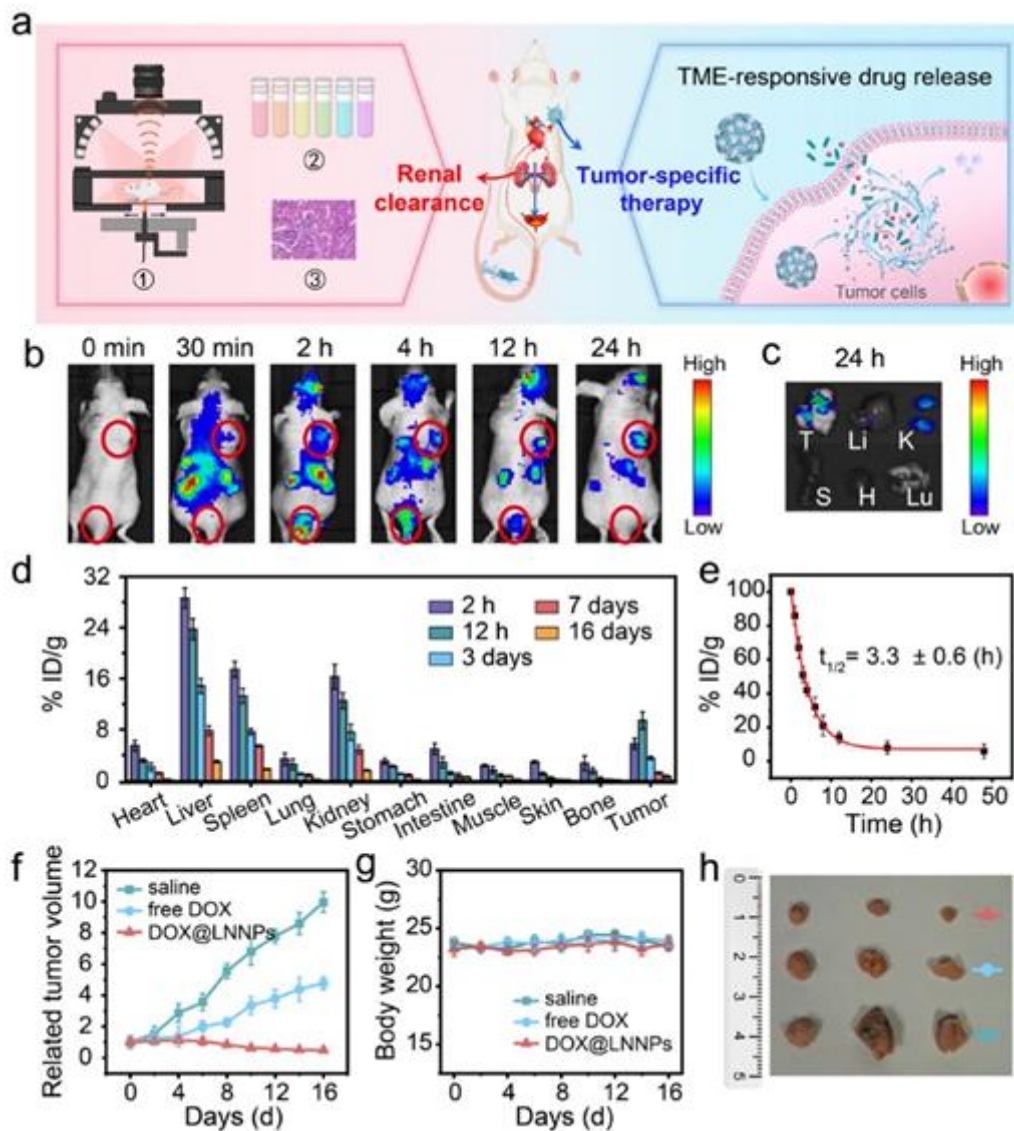 a
TME-responsive drug release
②
Renal
clearance
Tumor-specific
therapy
①
③
Tumor cells
b
0 min
30 min
2 h
4 h
12 h
24 h
High
Low
c
24 h
T
Li
K
S
H
Lu
High
Low
d
% ID/g
32
24
16
8
0
2 h
12 h
3 days
7 days
16 days
Heart
Liver
Spleen
Lung
Kidney
Stomach
Intestine
Muscle
Skin
Bone
Tumor
e
% ID/g
100
80
60
40
20
0
t1/2= 3.3 ± 0.6 (h)
0 10 20 30 40 50
Time (h)
f
Related tumor volume
12
10
8
6
4
2
0
saline
free DOX
DOX@LNNPs
0 4 8 12 16
Days (d)
g
Body weight (g)
30
25
20
15
saline
free DOX
DOX@LNNPs
0 4 8 12 16
Days (d)
h
0
1
2
3
4
5